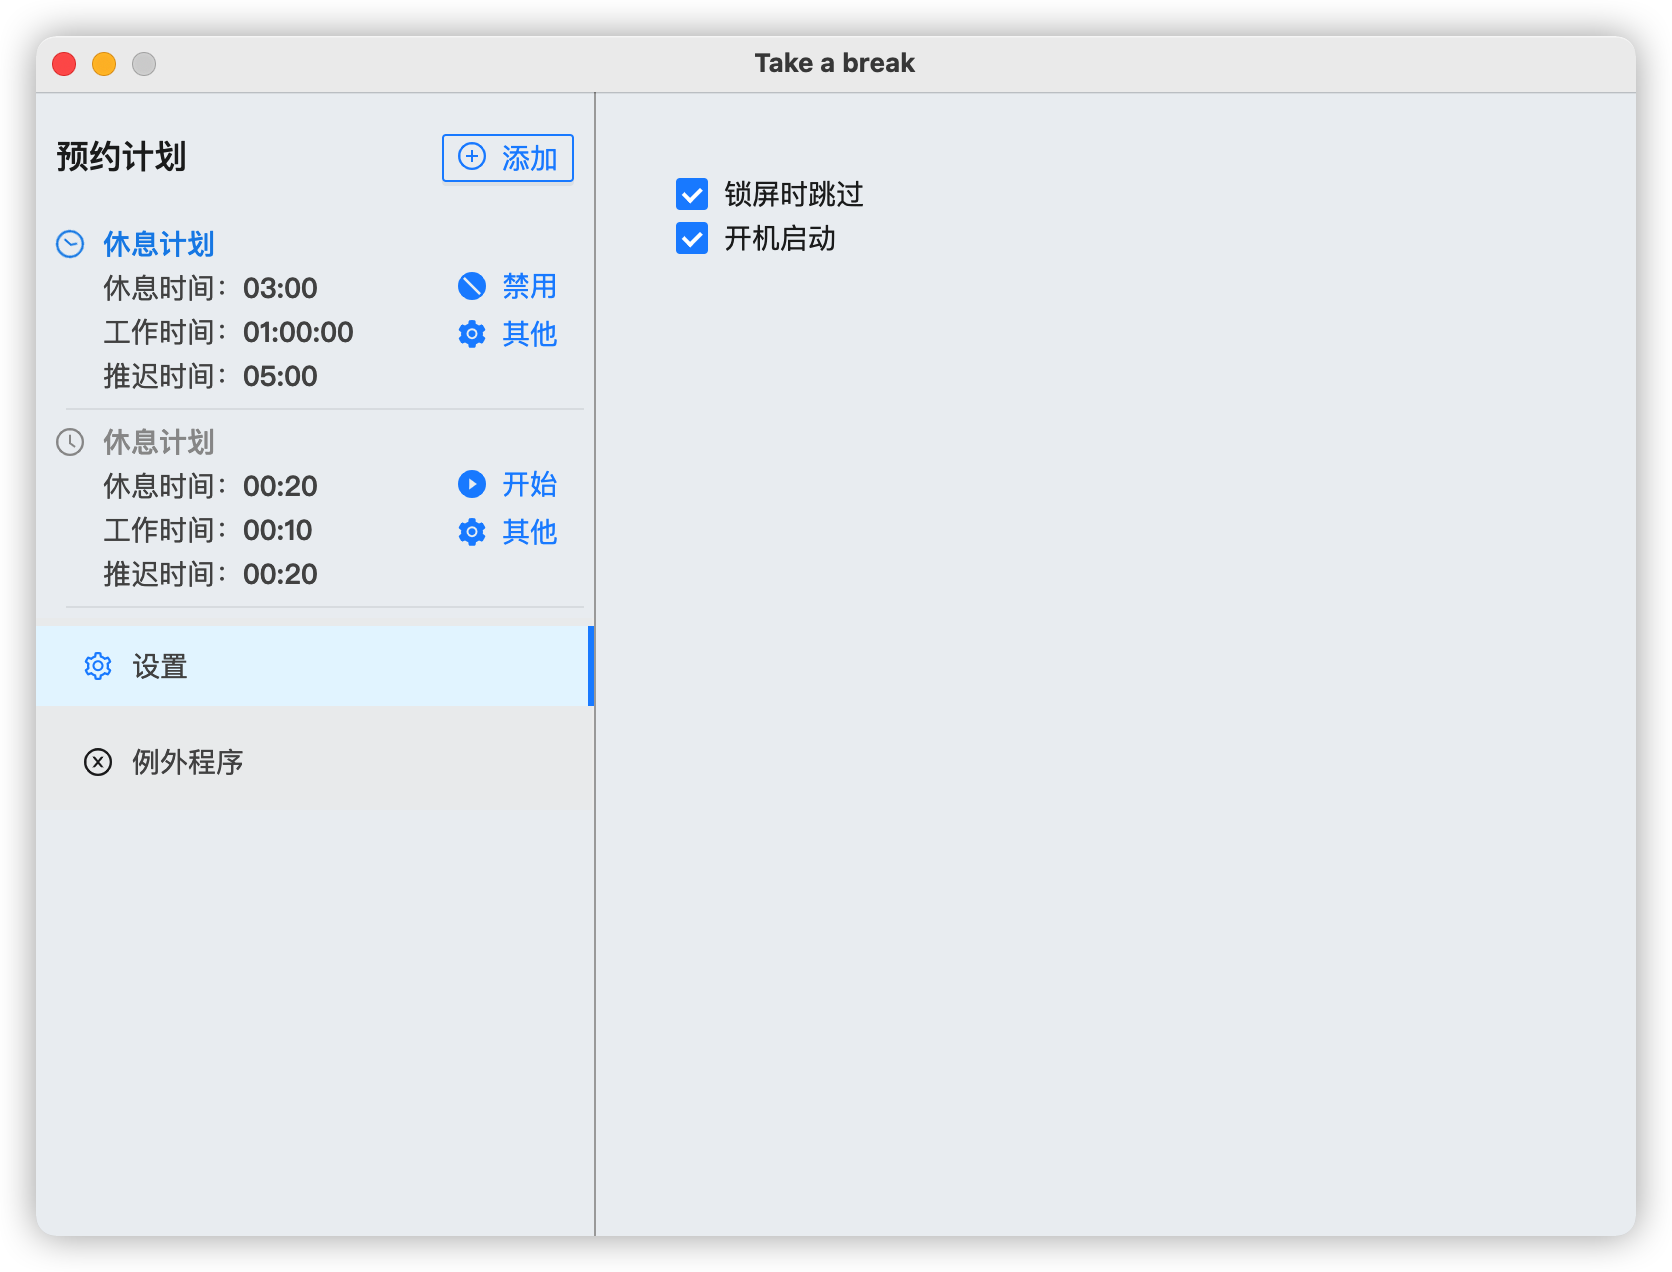 Take a break
预约计划
添加
休息计划
休息时间：03:00
禁用
工作时间：01:00:00
其他
推迟时间：05:00
休息计划
休息时间：00:20
开始
工作时间：00:10
其他
推迟时间：00:20
设置
例外程序
锁屏时跳过
开机启动